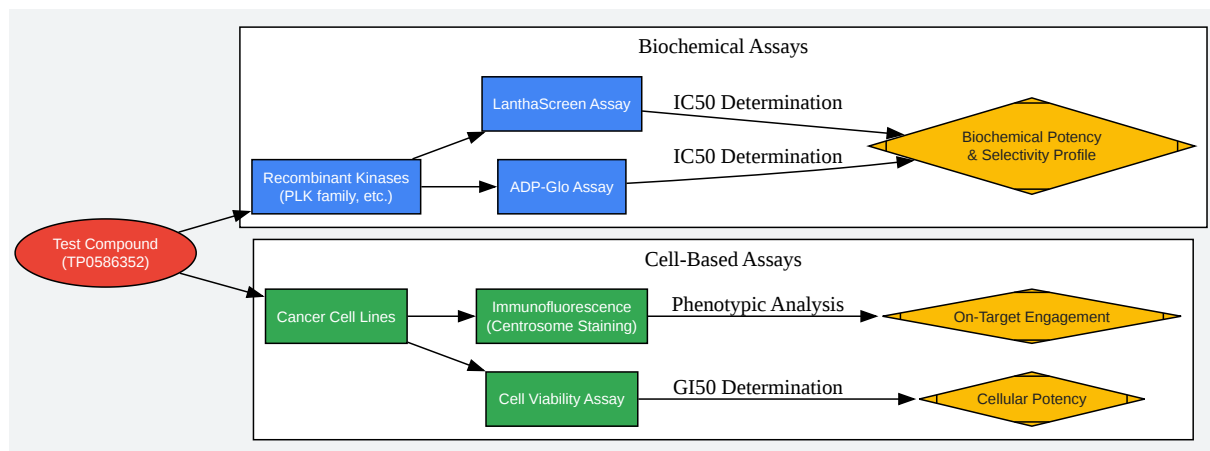 Biochemical Assays
LanthaScreen Assay
IC50 Determination
Biochemical Potency
& Selectivity Profile
IC50 Determination
Recombinant Kinases
(PLK family, etc.)
ADP-Glo Assay
Test Compound
(TP0586352)
Cell-Based Assays
Cancer Cell Lines
Immunofluorescence
(Centrosome Staining)
Phenotypic Analysis
On-Target Engagement
Cell Viability Assay
GI50 Determination
Cellular Potency